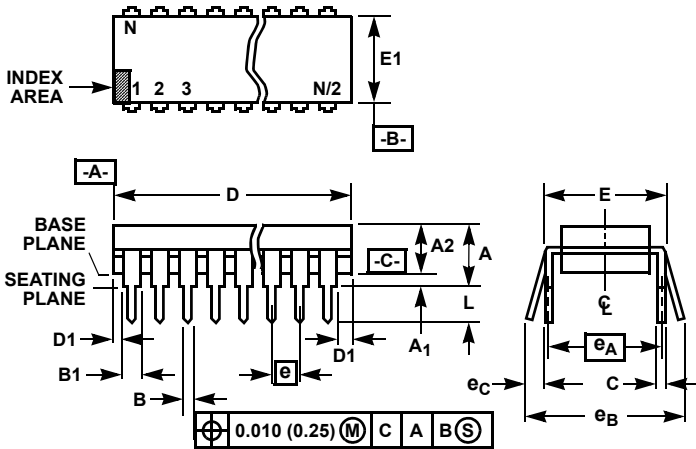 N
E1
INDEX
AREA
1 2 3 N/2
-B-
-A-
D
E
BASE
PLANE
A2
A
-C-
SEATING
PLANE
L
℄
D1
A1
D1
eA
B1
e
eC
C
B
eB
⌖ 0.010 (0.25) Ⓜ C A B Ⓢ